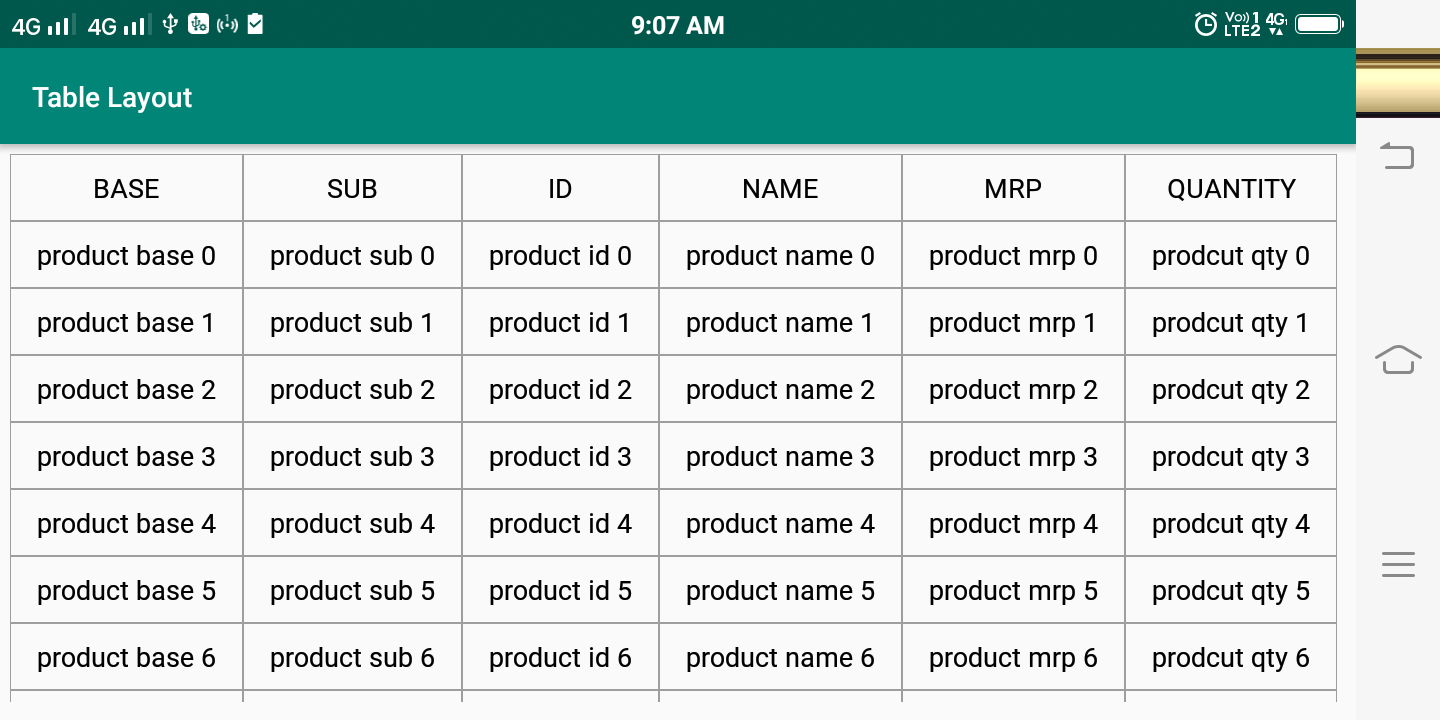 4G 4G 9:07 AM Vo)) 1 LTE2 4G
Table Layout
BASE SUB ID NAME MRP QUANTITY
product base 0 product sub 0 product id 0 product name 0 product mrp 0 prodcut qty 0
product base 1 product sub 1 product id 1 product name 1 product mrp 1 prodcut qty 1
product base 2 product sub 2 product id 2 product name 2 product mrp 2 prodcut qty 2
product base 3 product sub 3 product id 3 product name 3 product mrp 3 prodcut qty 3
product base 4 product sub 4 product id 4 product name 4 product mrp 4 prodcut qty 4
product base 5 product sub 5 product id 5 product name 5 product mrp 5 prodcut qty 5
product base 6 product sub 6 product id 6 product name 6 product mrp 6 prodcut qty 6